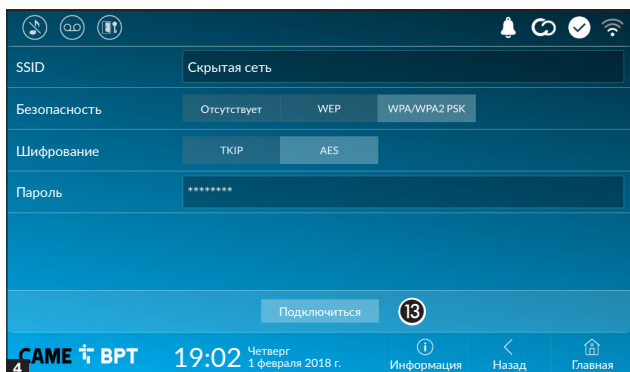 SSID Скрытая сеть
Безопасность Отсутствует WEP WPA/WPA2 PSK
Шифрование TKIP AES
Пароль ********
Подключиться 13
4 CAME BPT 19:02 Четверг
1 февраля 2018 г.
Информация Назад Главная